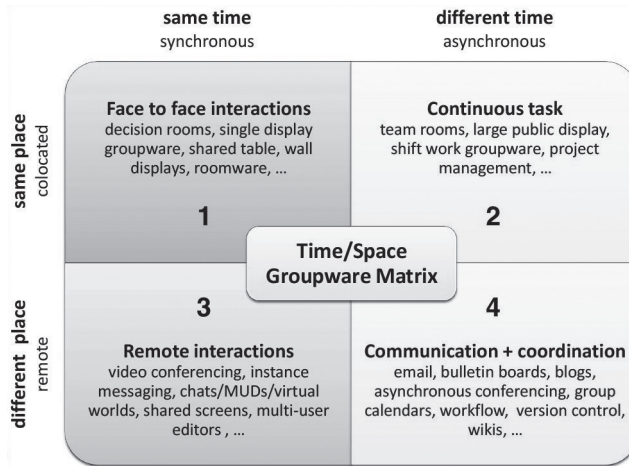 same time
synchronous
different time
asynchronous
same place
colocated
Face to face interactions
decision rooms, single display
groupware, shared table, wall
displays, roomware, ...
1
Continuous task
team rooms, large public display,
shift work groupware, project
management, ...
2
Time/Space
Groupware Matrix
different place
remote
3
Remote interactions
video conferencing, instance
messaging, chats/MUDs/virtual
worlds, shared screens, multi-user
editors , ...
4
Communication + coordination
email, bulletin boards, blogs,
asynchronous conferencing, group
calendars, workflow, version control,
wikis, ...